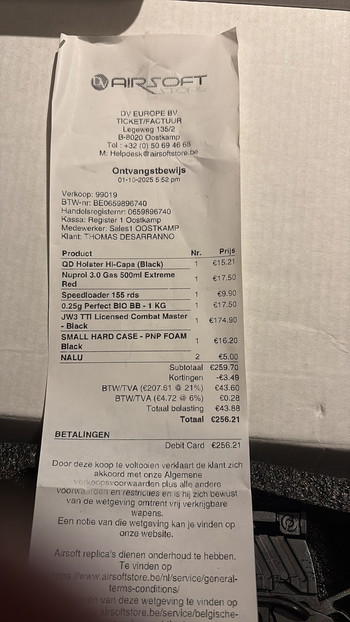 DV AIRSOFT
STORE
DV EUROPE BV
TICKET/FACTUUR
Legeweg 135/2
B-8020 Oostkamp
Tel : +32 (0) 50 69 46 68
M: Helpdesk@airsoftstore.be
Ontvangstbewijs
01-10-2025 5:52 pm
Verkoop: 99019
BTW-nr: BE0659896740
Handelsregisternr: 0659896740
Kassa: Register 1 Oostkamp
Medewerker: Sales1 OOSTKAMP
Klant: THOMAS DESARRANNO
Product Nr. Prijs
QD Holster Hi-Capa (Black) 1 €15.21
Nuprol 3.0 Gas 500ml Extreme Red 1 €17.50
Speedloader 155 rds 1 €9.90
0.25g Perfect BIO BB - 1 KG 1 €17.50
JW3 TTI Licensed Combat Master - Black 1 €174.90
SMALL HARD CASE - PNP FOAM Black 1 €16.20
NALU 2 €5.00
Subtotaal €259.70
Kortingen -€3.49
BTW/TVA (€207.61 @ 21%) €43.60
BTW/TVA (€4.72 @ 6%) €0.28
Totaal belasting €43.88
Totaal €256.21
BETALINGEN
Debit Card €256.21
Door deze koop te voltooien verklaart de klant zich
akkoord met onze Algemene
verkoopsvoorwaarden plus alle andere
voorwaarden en restricties en is hij zich bewust
van de wetgeving omtrent vrij verkrijgbare
wapens.
Een notie van die wetgeving kan je vinden op
onze website.
Airsoft replica's dienen onderhoud te hebben.
Te vinden op
www.airsoftstore.be/nl/service/general-
terms-conditions/
van deze wetgeving te vinden op
airsoftstore.be/service/belgische-